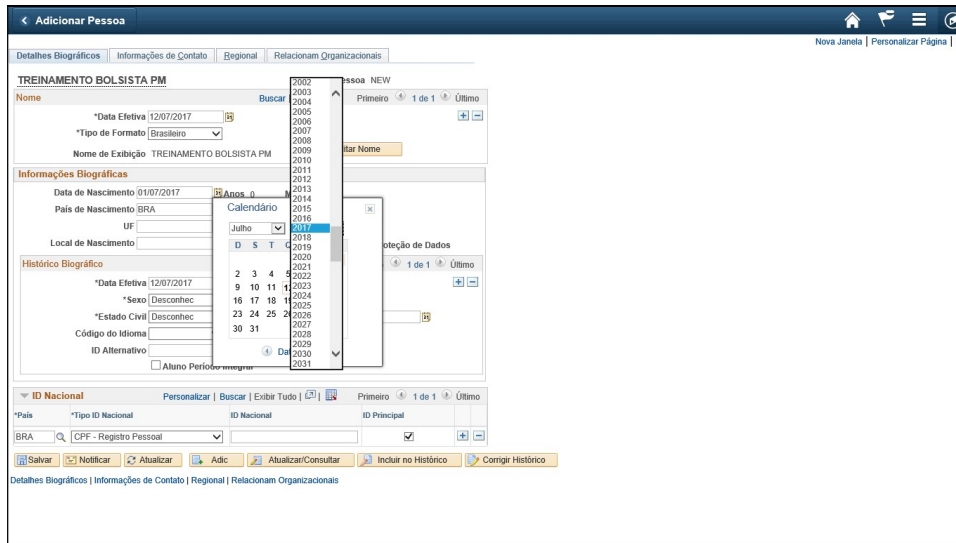 Adicionar Pessoa
Nova Janela | Personalizar Página |
Detalhes Biográficos Informações de Contato Regional Relacionam Organizacionais
TREINAMENTO BOLSISTA PM essoa NEW
Nome Buscar Primeiro 1 de 1 Último
*Data Efetiva 12/07/2017
*Tipo de Formato Brasileiro
Nome de Exibição TREINAMENTO BOLSISTA PM itar Nome
Informações Biográficas
Data de Nascimento 01/07/2017 Anos 0 M
País de Nascimento BRA
UF
Local de Nascimento oteção de Dados
Histórico Biográfico 1 de 1 Último
*Data Efetiva 12/07/2017
*Sexo Desconhec
*Estado Civil Desconhec
Código do Idioma
ID Alternativo
Aluno Período Integral
Calendário
Julho
D S T Q
2 3 4 5
9 10 11 12
16 17 18 19
23 24 25 26
30 31
Dat
2002
2003
2004
2005
2006
2007
2008
2009
2010
2011
2012
2013
2014
2015
2016
2017
2018
2019
2020
2021
2022
2023
2024
2025
2026
2027
2028
2029
2030
2031
ID Nacional Personalizar | Buscar | Exibir Tudo | | Primeiro 1 de 1 Último
*País *Tipo ID Nacional ID Nacional ID Principal
BRA CPF - Registro Pessoal
Salvar Notificar Atualizar Adic Atualizar/Consultar Incluir no Histórico Corrigir Histórico
Detalhes Biográficos | Informações de Contato | Regional | Relacionam Organizacionais